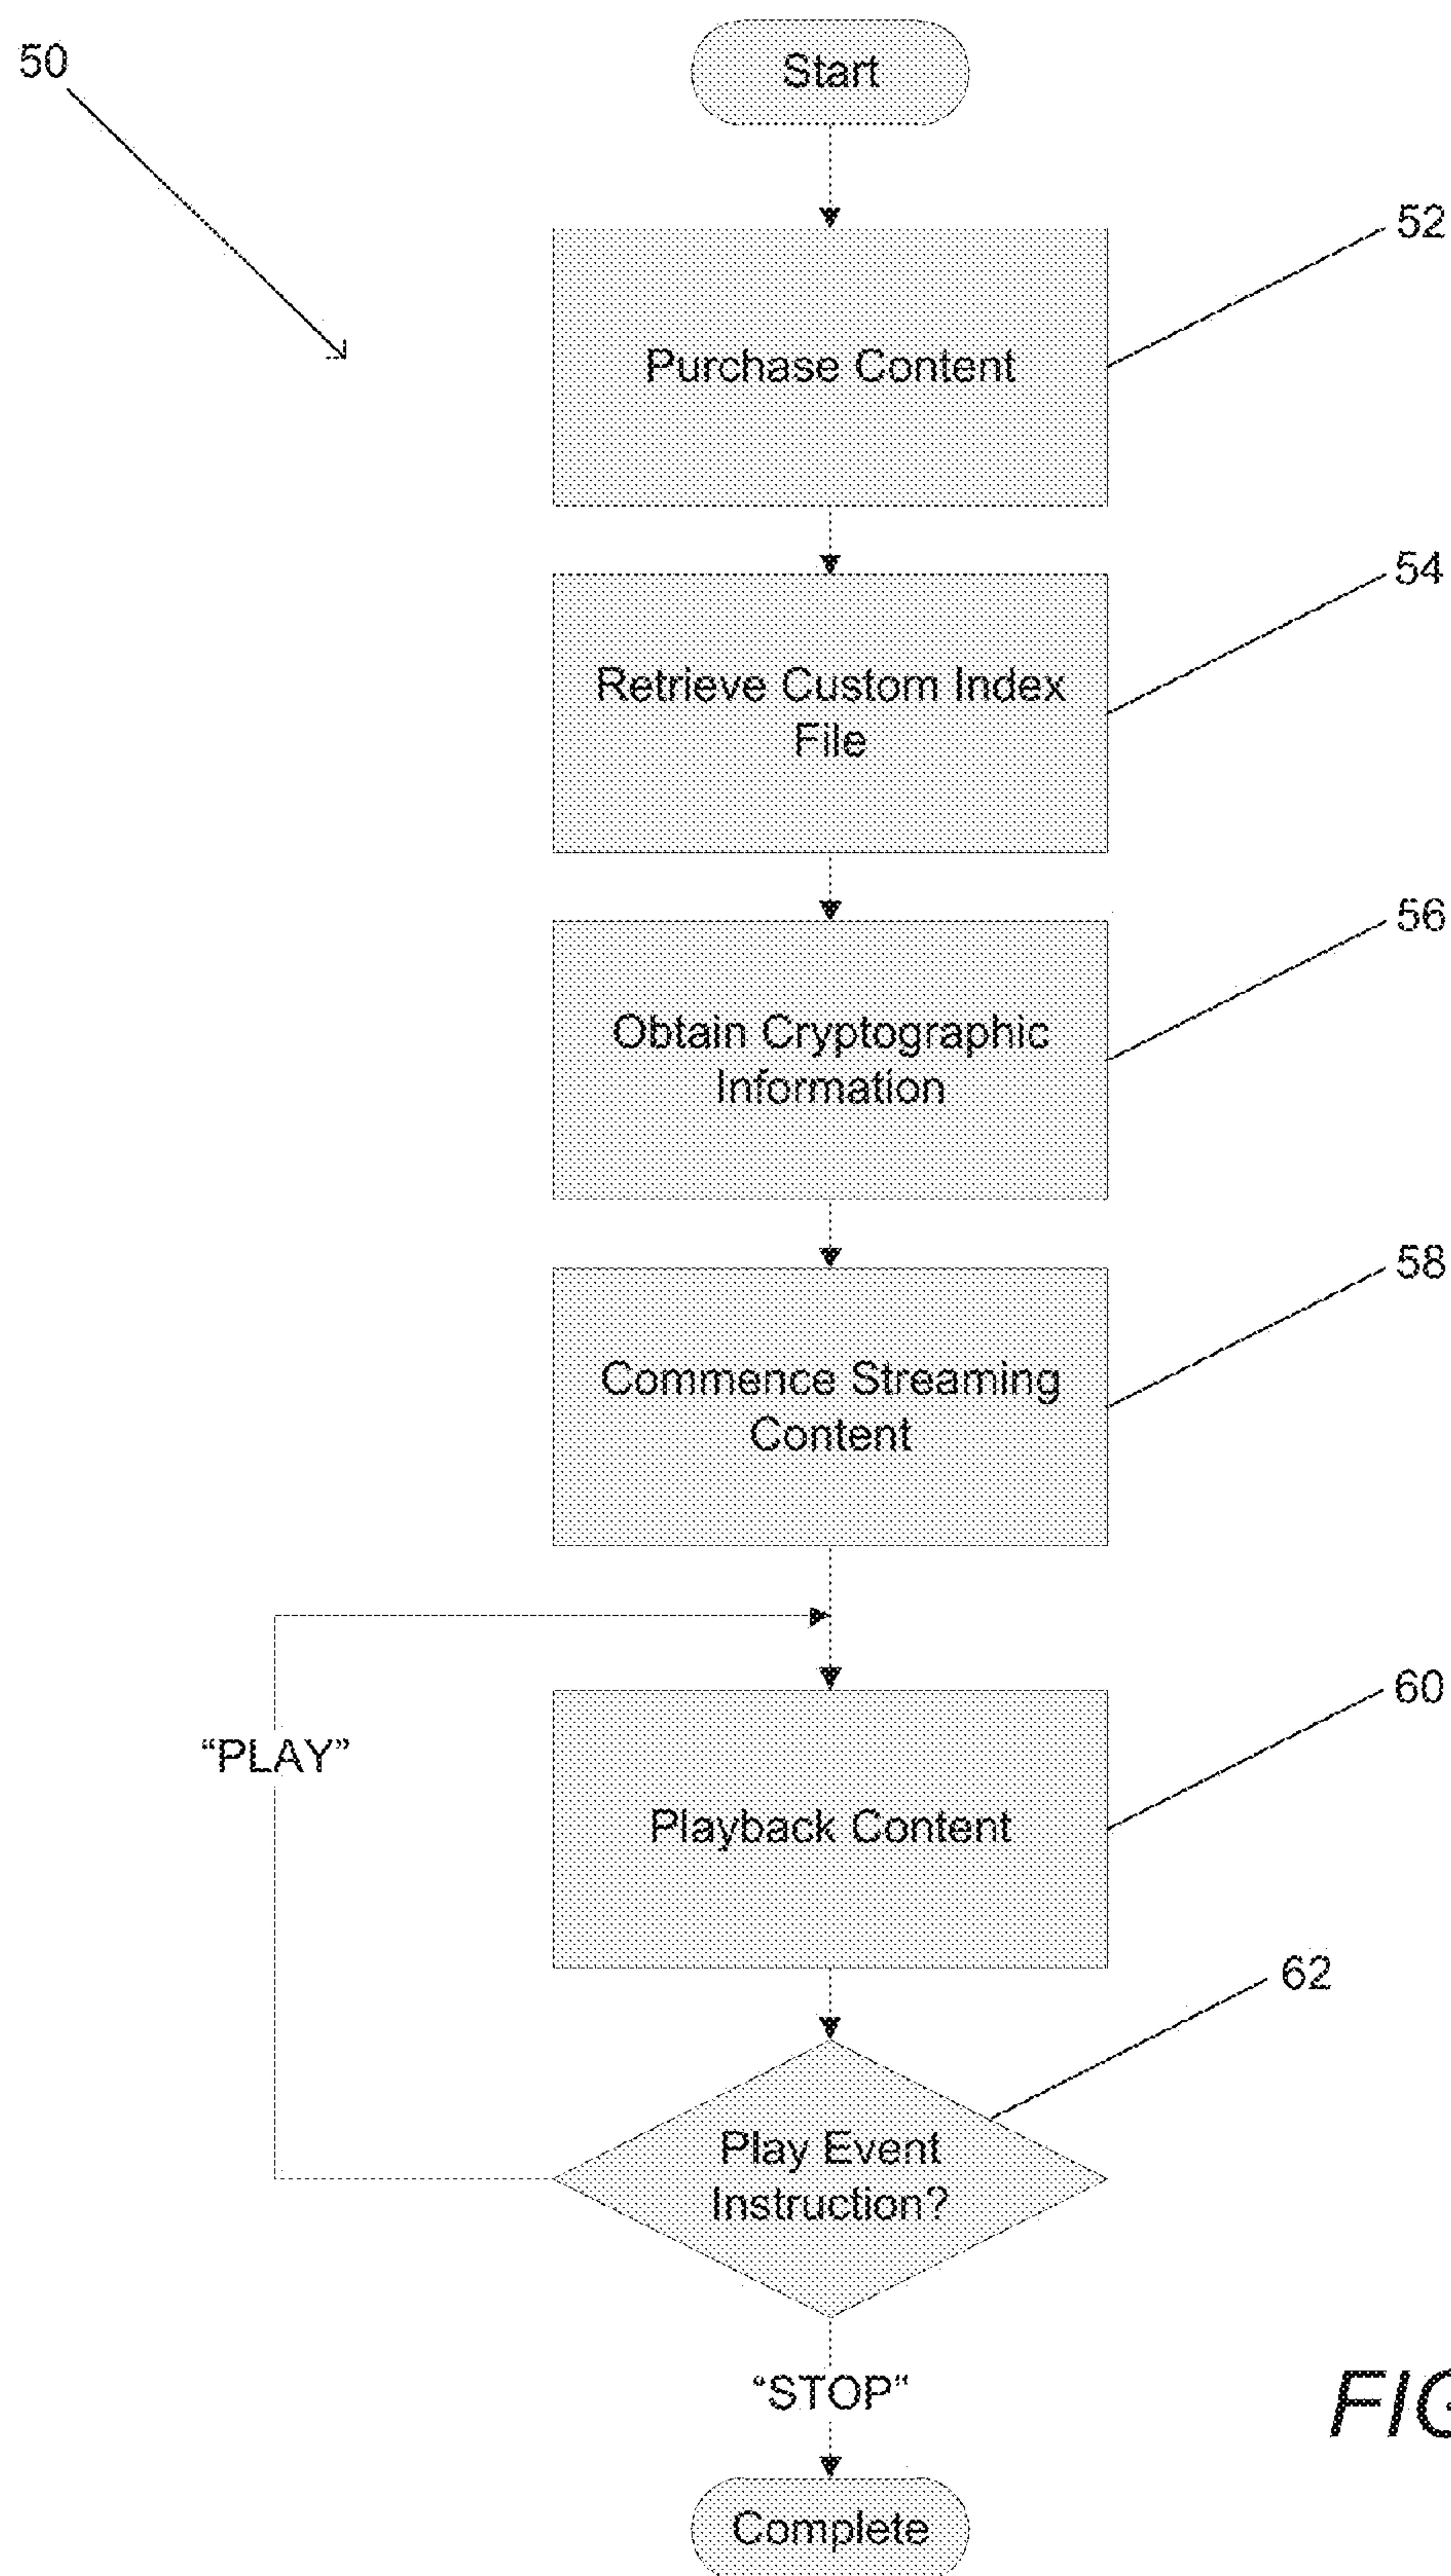 50
Start
52
Purchase Content
54
Retrieve Custom Index
File
56
Obtain Cryptographic
Information
58
Commence Streaming
Content
60
"PLAY"
Playback Content
62
Play Event
Instruction?
"STOP"
Complete